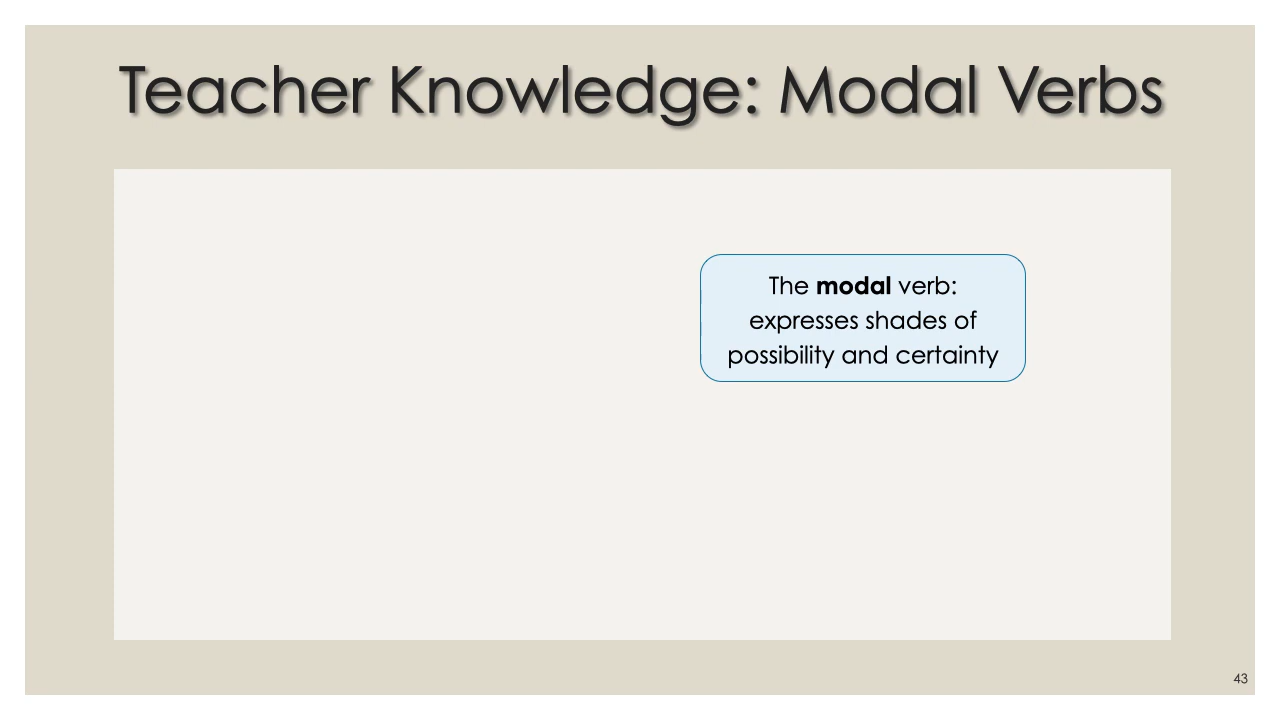 Teacher Knowledge: Modal Verbs
The modal verb:
expresses shades of
possibility and certainty
43